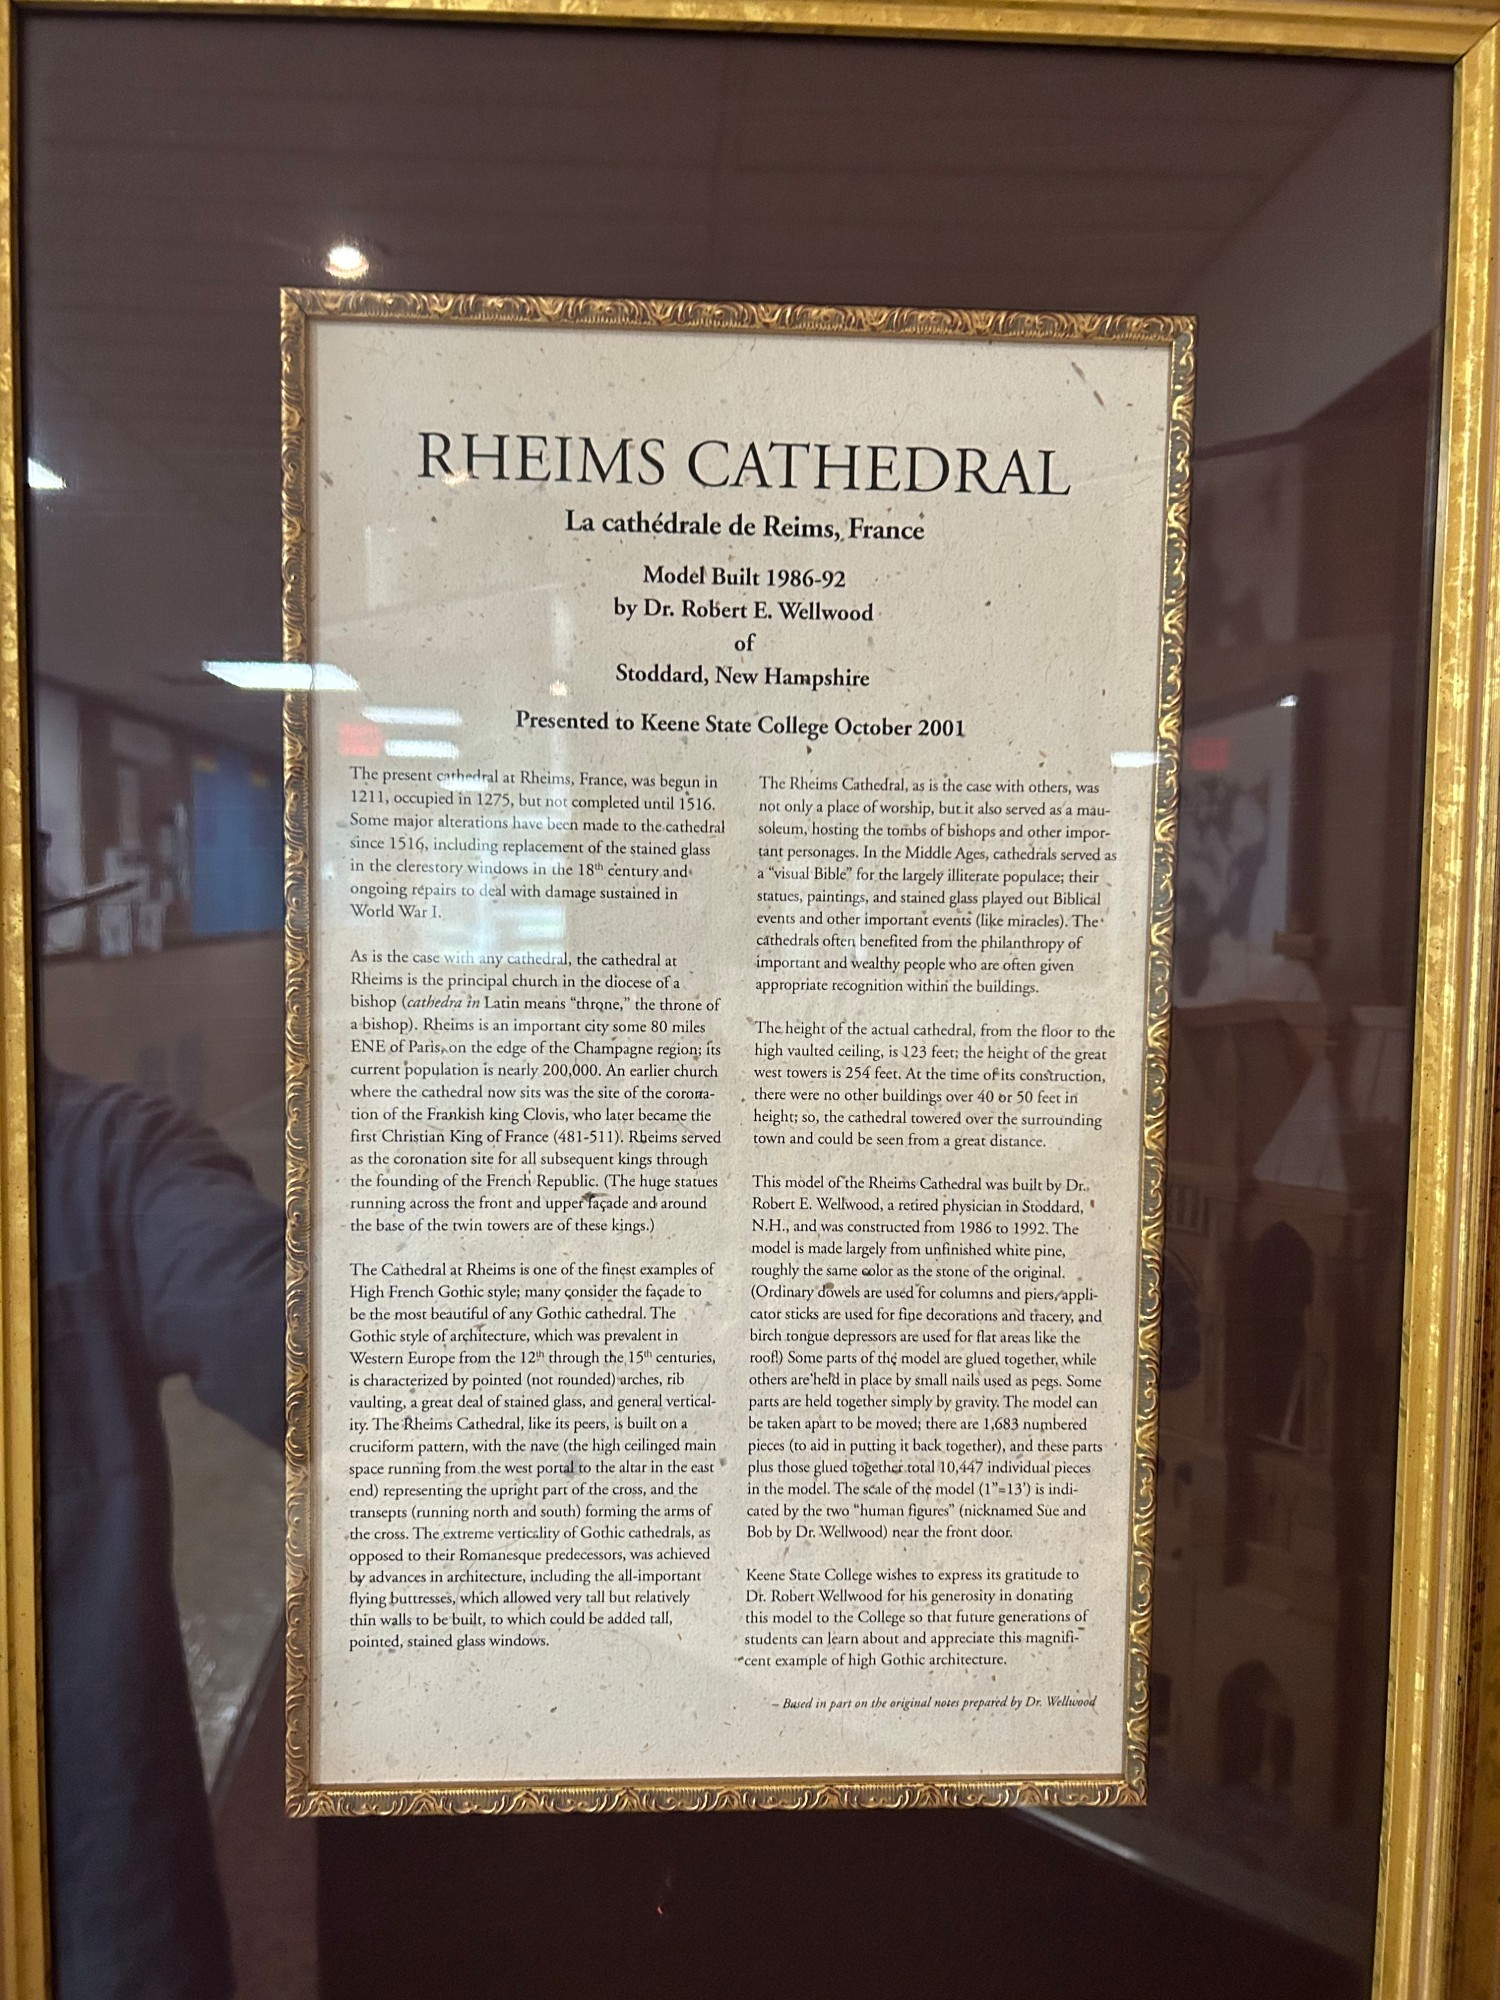 RHEIMS CATHEDRAL
La cathédrale de Reims, France
Model Built 1986-92
by Dr. Robert E. Wellwood
of
Stoddard, New Hampshire
Presented to Keene State College October 2001
The present cathedral at Rheims, France, was begun in
1211, occupied in 1275, but not completed until 1516.
Some major alterations have been made to the cathedral
since 1516, including replacement of the stained glass
in the clerestory windows in the 18th century and
ongoing repairs to deal with damage sustained in
World War I.
As is the case with any cathedral, the cathedral at
Rheims is the principal church in the diocese of a
bishop (cathedra in Latin means “throne,” the throne of
a bishop). Rheims is an important city some 80 miles
ENE of Paris, on the edge of the Champagne region; its
current population is nearly 200,000. An earlier church
where the cathedral now sits was the site of the corona-
tion of the Frankish king Clovis, who later became the
first Christian King of France (481-511). Rheims served
as the coronation site for all subsequent kings through
the founding of the French Republic. (The huge statues
running across the front and upper façade and around
the base of the twin towers are of these kings.)
The Cathedral at Rheims is one of the finest examples of
High French Gothic style; many consider the façade to
be the most beautiful of any Gothic cathedral. The
Gothic style of architecture, which was prevalent in
Western Europe from the 12th through the 15th centuries,
is characterized by pointed (not rounded) arches, rib
vaulting, a great deal of stained glass, and general vertical-
ity. The Rheims Cathedral, like its peers, is built on a
cruciform pattern, with the nave (the high ceilinged main
space running from the west portal to the altar in the east
end) representing the upright part of the cross, and the
transepts (running north and south) forming the arms of
the cross. The extreme verticality of Gothic cathedrals, as
opposed to their Romanesque predecessors, was achieved
by advances in architecture, including the all-important
flying buttresses, which allowed very tall but relatively
thin walls to be built, to which could be added tall,
pointed, stained glass windows.
The Rheims Cathedral, as is the case with others, was
not only a place of worship, but it also served as a mau-
soleum, hosting the tombs of bishops and other impor-
tant personages. In the Middle Ages, cathedrals served as
a “visual Bible” for the largely illiterate populace; their
statues, paintings, and stained glass played out Biblical
events and other important events (like miracles). The
cathedrals often benefited from the philanthropy of
important and wealthy people who are often given
appropriate recognition within the buildings.
The height of the actual cathedral, from the floor to the
high vaulted ceiling, is 123 feet; the height of the great
west towers is 254 feet. At the time of its construction,
there were no other buildings over 40 or 50 feet in
height; so, the cathedral towered over the surrounding
town and could be seen from a great distance.
This model of the Rheims Cathedral was built by Dr.
Robert E. Wellwood, a retired physician in Stoddard,
N.H., and was constructed from 1986 to 1992. The
model is made largely from unfinished white pine,
roughly the same color as the stone of the original.
(Ordinary dowels are used for columns and piers, appli-
cator sticks are used for fine decorations and tracery, and
birch tongue depressors are used for flat areas like the
roof!) Some parts of the model are glued together, while
others are held in place by small nails used as pegs. Some
parts are held together simply by gravity. The model can
be taken apart to be moved; there are 1,683 numbered
pieces (to aid in putting it back together), and these parts
plus those glued together total 10,447 individual pieces
in the model. The scale of the model (1”=13’) is indi-
cated by the two “human figures” (nicknamed Sue and
Bob by Dr. Wellwood) near the front door.
Keene State College wishes to express its gratitude to
Dr. Robert Wellwood for his generosity in donating
this model to the College so that future generations of
students can learn about and appreciate this magnifi-
cent example of high Gothic architecture.
– Based in part on the original notes prepared by Dr. Wellwood